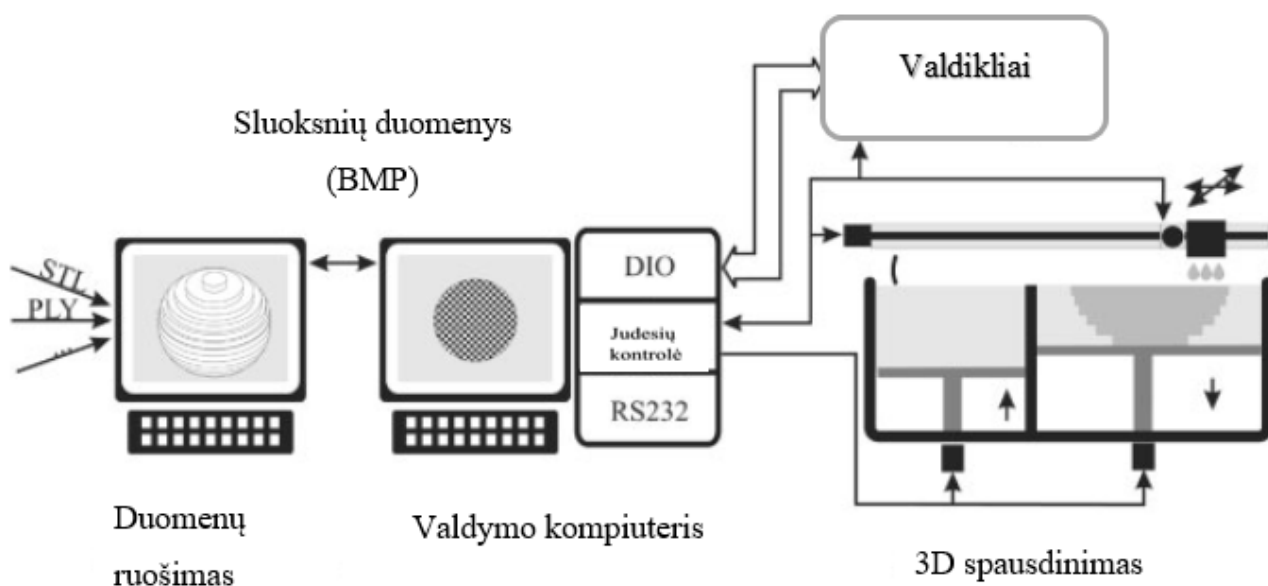 Valdikliai
Sluoksnių duomenys
(BMP)
STL
PLY
...
DIO
Judesių
kontrolė
RS232
Duomenų
ruošimas
Valdymo kompiuteris
3D spausdinimas